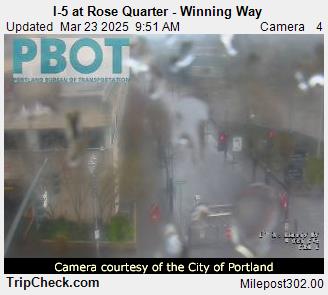 I-5 at Rose Quarter - Winning Way
Updated Mar 23 2025 9:51 AM Camera 4
PBOT
PORTLAND BUREAU OF TRANSPORTATION
Camera courtesy of the City of Portland
TripCheck.com Milepost302.00